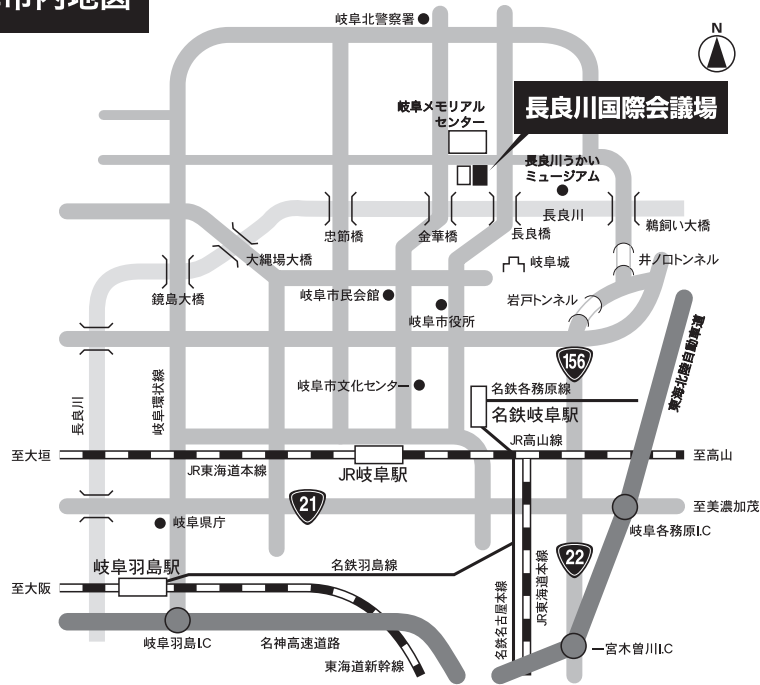 市内地図
岐阜北警察署
N
岐阜メモリアル
センター
長良川国際会議場
長良川うかい
ミュージアム
長良川
忠節橋
金華橋
長良橋
鵜飼い大橋
大縄場大橋
岐阜城
井ノ口トンネル
鏡島大橋
岐阜市民会館
岩戸トンネル
岐阜市役所
東海北陸自動車道
156
岐阜市文化センター
名鉄各務原線
名鉄岐阜駅
長良川
岐阜環状線
JR高山線
至大垣
至高山
JR東海道本線
JR岐阜駅
21
至美濃加茂
岐阜県庁
岐阜各務原I.C
岐阜羽島駅
名鉄羽島線
22
至大阪
名鉄名古屋本線
JR東海道本線
岐阜羽島I.C
名神高速道路
東海道新幹線
一宮木曽川I.C